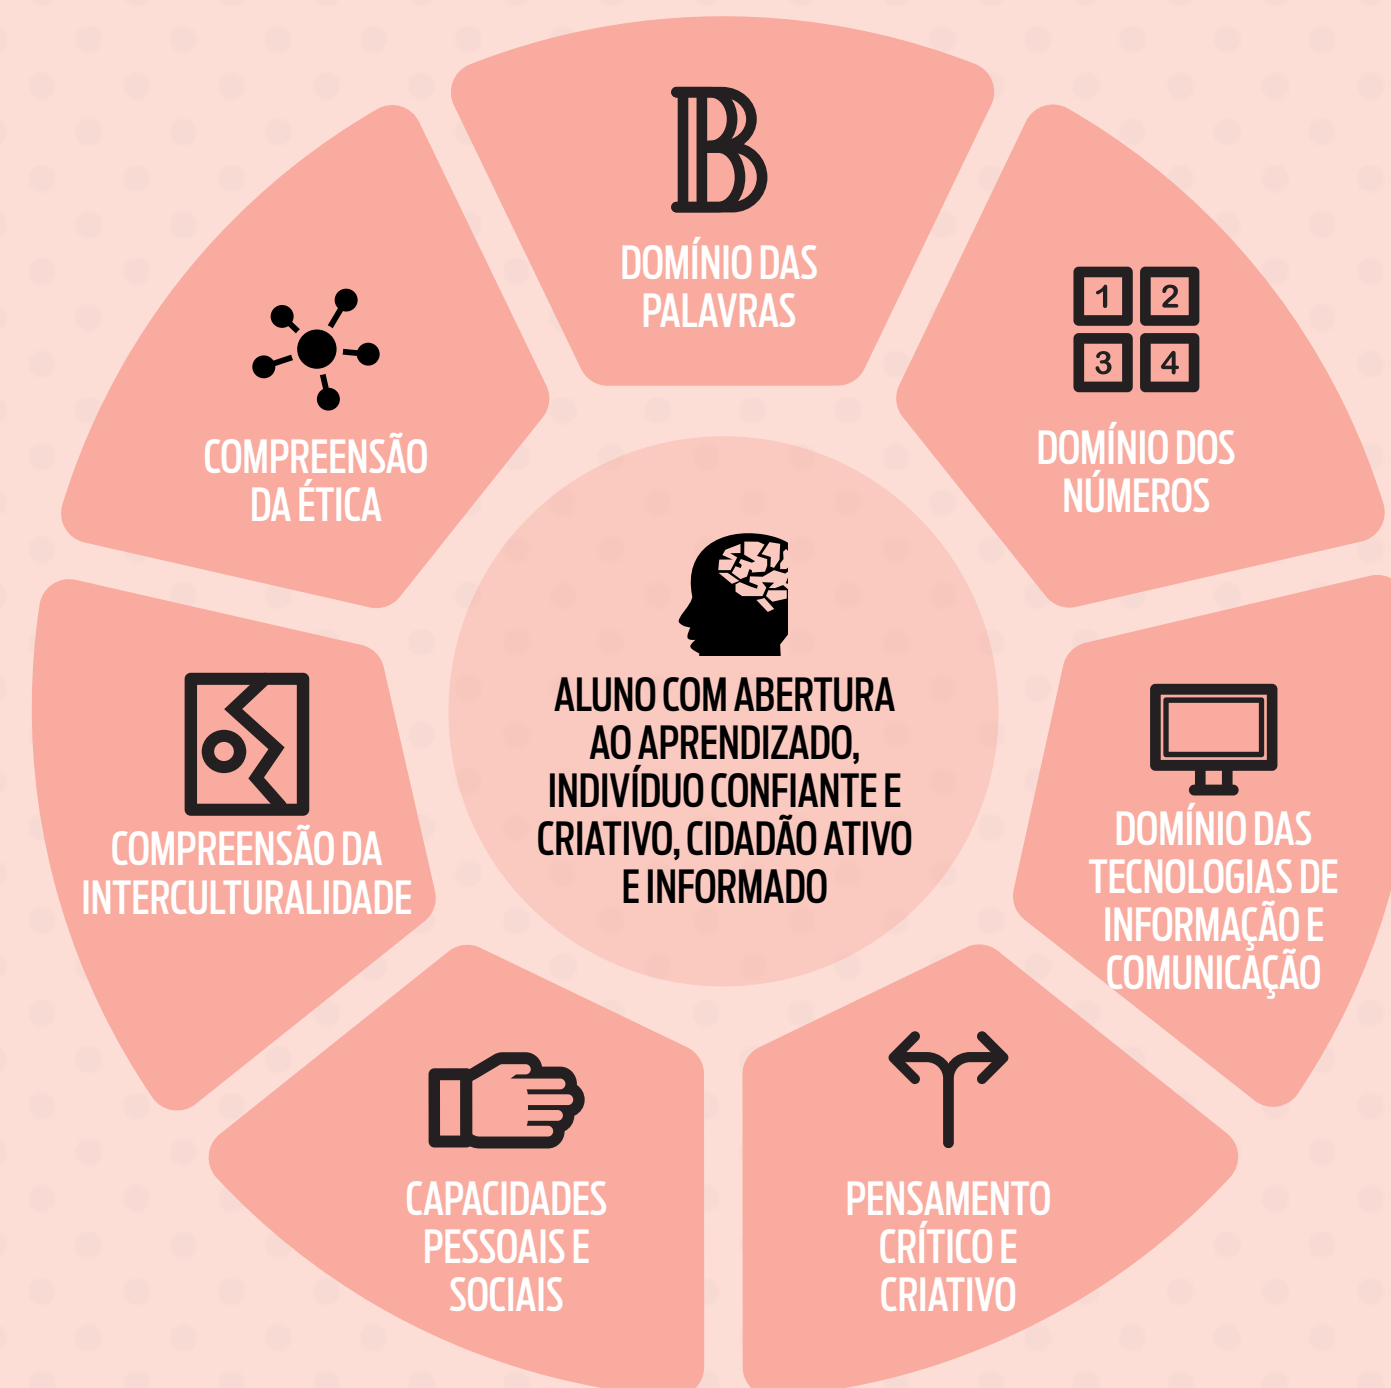 B
DOMÍNIO DAS
PALAVRAS
1 2
3 4
DOMÍNIO DOS
NÚMEROS
COMPREENSÃO
DA ÉTICA
ALUNO COM ABERTURA
AO APRENDIZADO,
INDIVÍDUO CONFIANTE E
CRIATIVO, CIDADÃO ATIVO
E INFORMADO
COMPREENSÃO DA
INTERCULTURALIDADE
DOMÍNIO DAS
TECNOLOGIAS DE
INFORMAÇÃO E
COMUNICAÇÃO
CAPACIDADES
PESSOAIS E
SOCIAIS
PENSAMENTO
CRÍTICO E
CRIATIVO